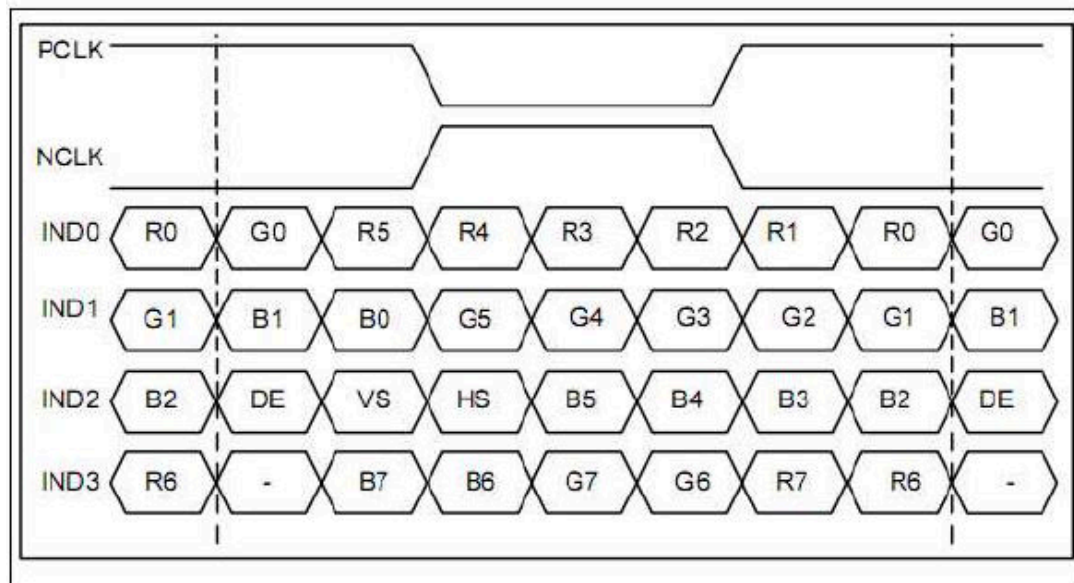 PCLK
NCLK
IND0 R0 G0 R5 R4 R3 R2 R1 R0 G0
IND1 G1 B1 B0 G5 G4 G3 G2 G1 B1
IND2 B2 DE VS HS B5 B4 B3 B2 DE
IND3 R6 - B7 B6 G7 G6 R7 R6 -